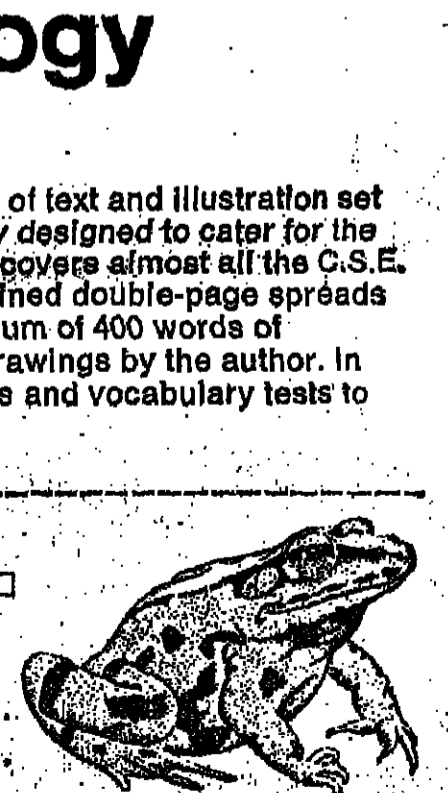 ogy
of text and illustration set
designed to cater for the
covers almost all the C.S.E.
ined double-page spreads
um of 400 words of
rawings by the author. In
s and vocabulary tests to